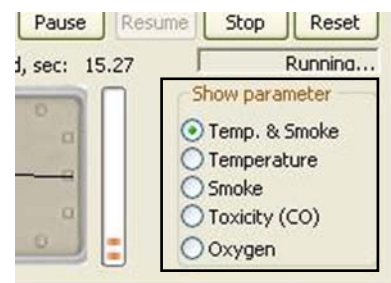 Pause Resume Stop Reset
d, sec: 15.27 Running...
Show parameter
Temp. & Smoke
Temperature
Smoke
Toxicity (CO)
Oxygen